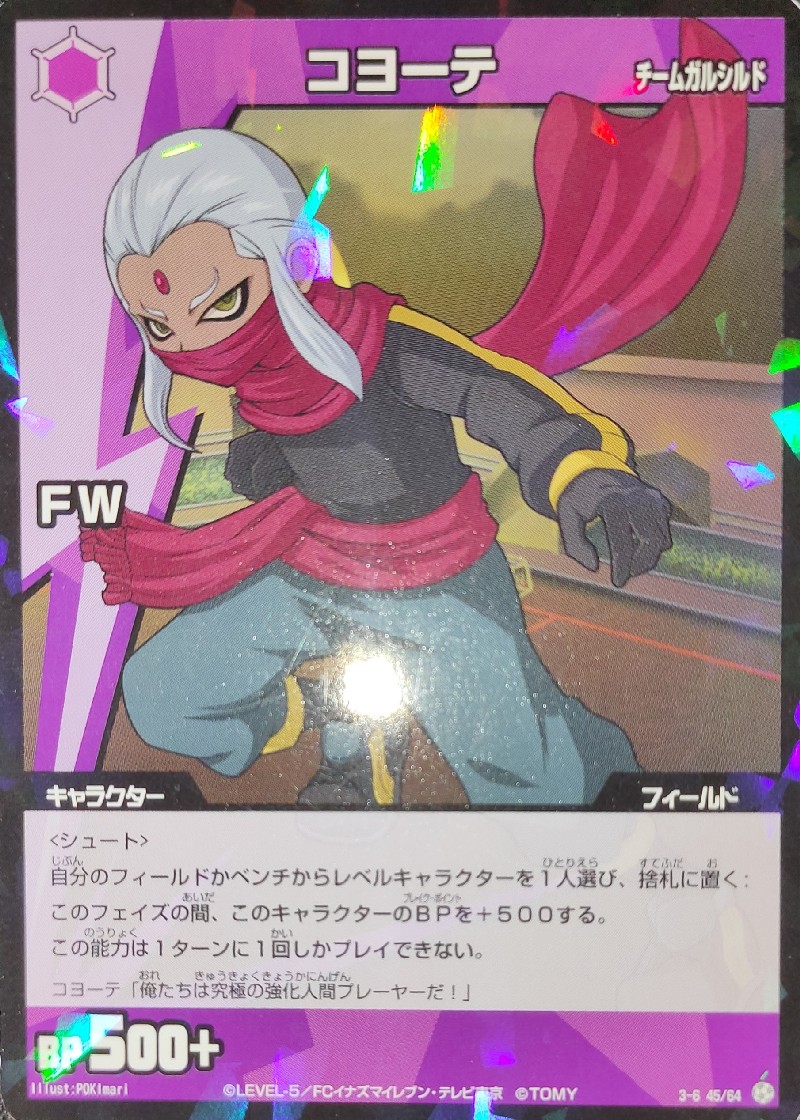 コヨーテ
チームガルシルド
FW
キャラクター
フィールド
<シュート>
自分のフィールドかベンチからレベルキャラクターを1人選び、捨札に置く:
このフェイズの間、このキャラクターのBPを+500する。
この能力は1ターンに1回しかプレイできない。
コヨーテ「俺たちは究極の強化人間プレーヤーだ!」
BP 500+
Illust:POKImari
©LEVEL-5/FCイナズマイレブン・テレビ東京 ©TOMY
3-6 45/64